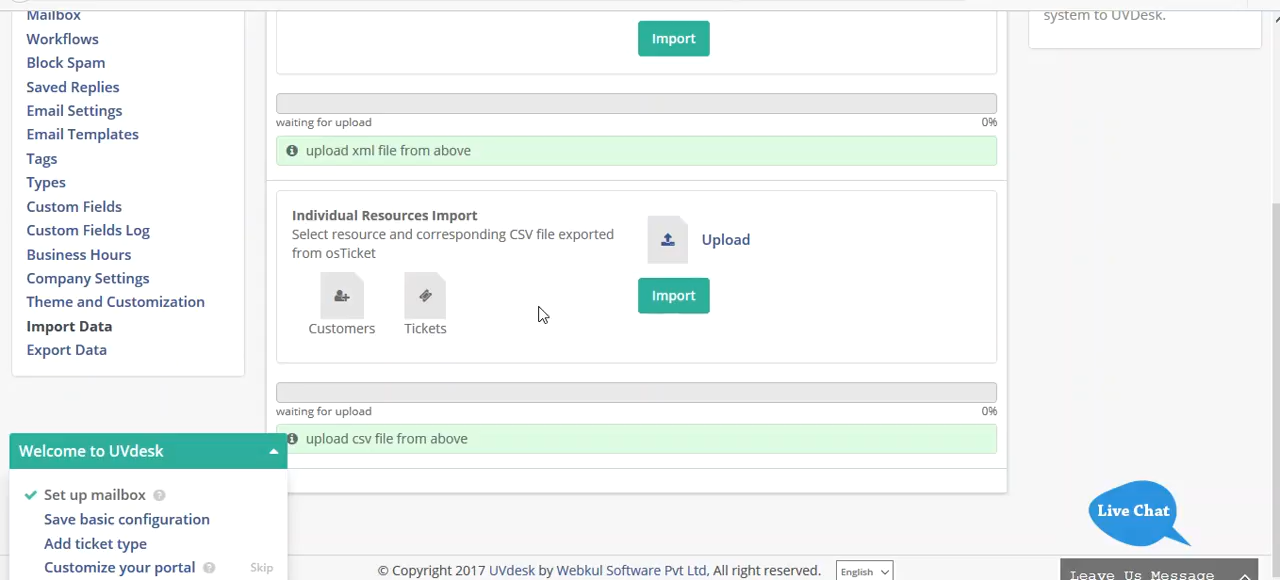 Mailbox
Workflows
Block Spam
Saved Replies
Email Settings
Email Templates
Tags
Types
Custom Fields
Custom Fields Log
Business Hours
Company Settings
Theme and Customization
Import Data
Export Data
Import
waiting for upload
0%
upload xml file from above
Individual Resources Import
Select resource and corresponding CSV file exported
from osTicket
Customers
Tickets
Upload
Import
waiting for upload
0%
upload csv file from above
system to UVDesk.
Welcome to UVdesk
Set up mailbox
Save basic configuration
Add ticket type
Customize your portal
Skip
© Copyright 2017 UVdesk by Webkul Software Pvt Ltd, All right reserved.
English
Live Chat
Leave Us Message